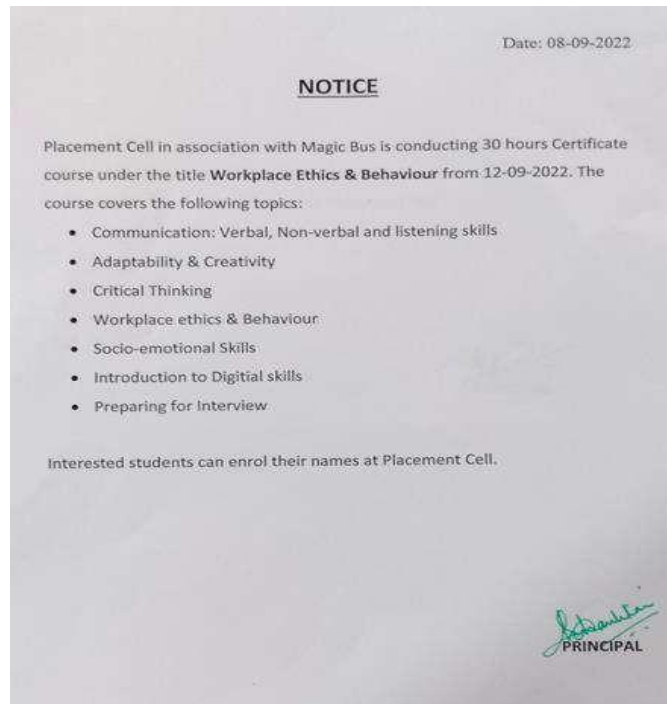 Date: 08-09-2022
NOTICE
Placement Cell in association with Magic Bus is conducting 30 hours Certificate
course under the title Workplace Ethics & Behaviour from 12-09-2022. The
course covers the following topics:
• Communication: Verbal, Non-verbal and listening skills
• Adaptability & Creativity
• Critical Thinking
• Workplace ethics & Behaviour
• Socio-emotional Skills
• Introduction to Digitial skills
• Preparing for Interview
Interested students can enrol their names at Placement Cell.
PRINCIPAL